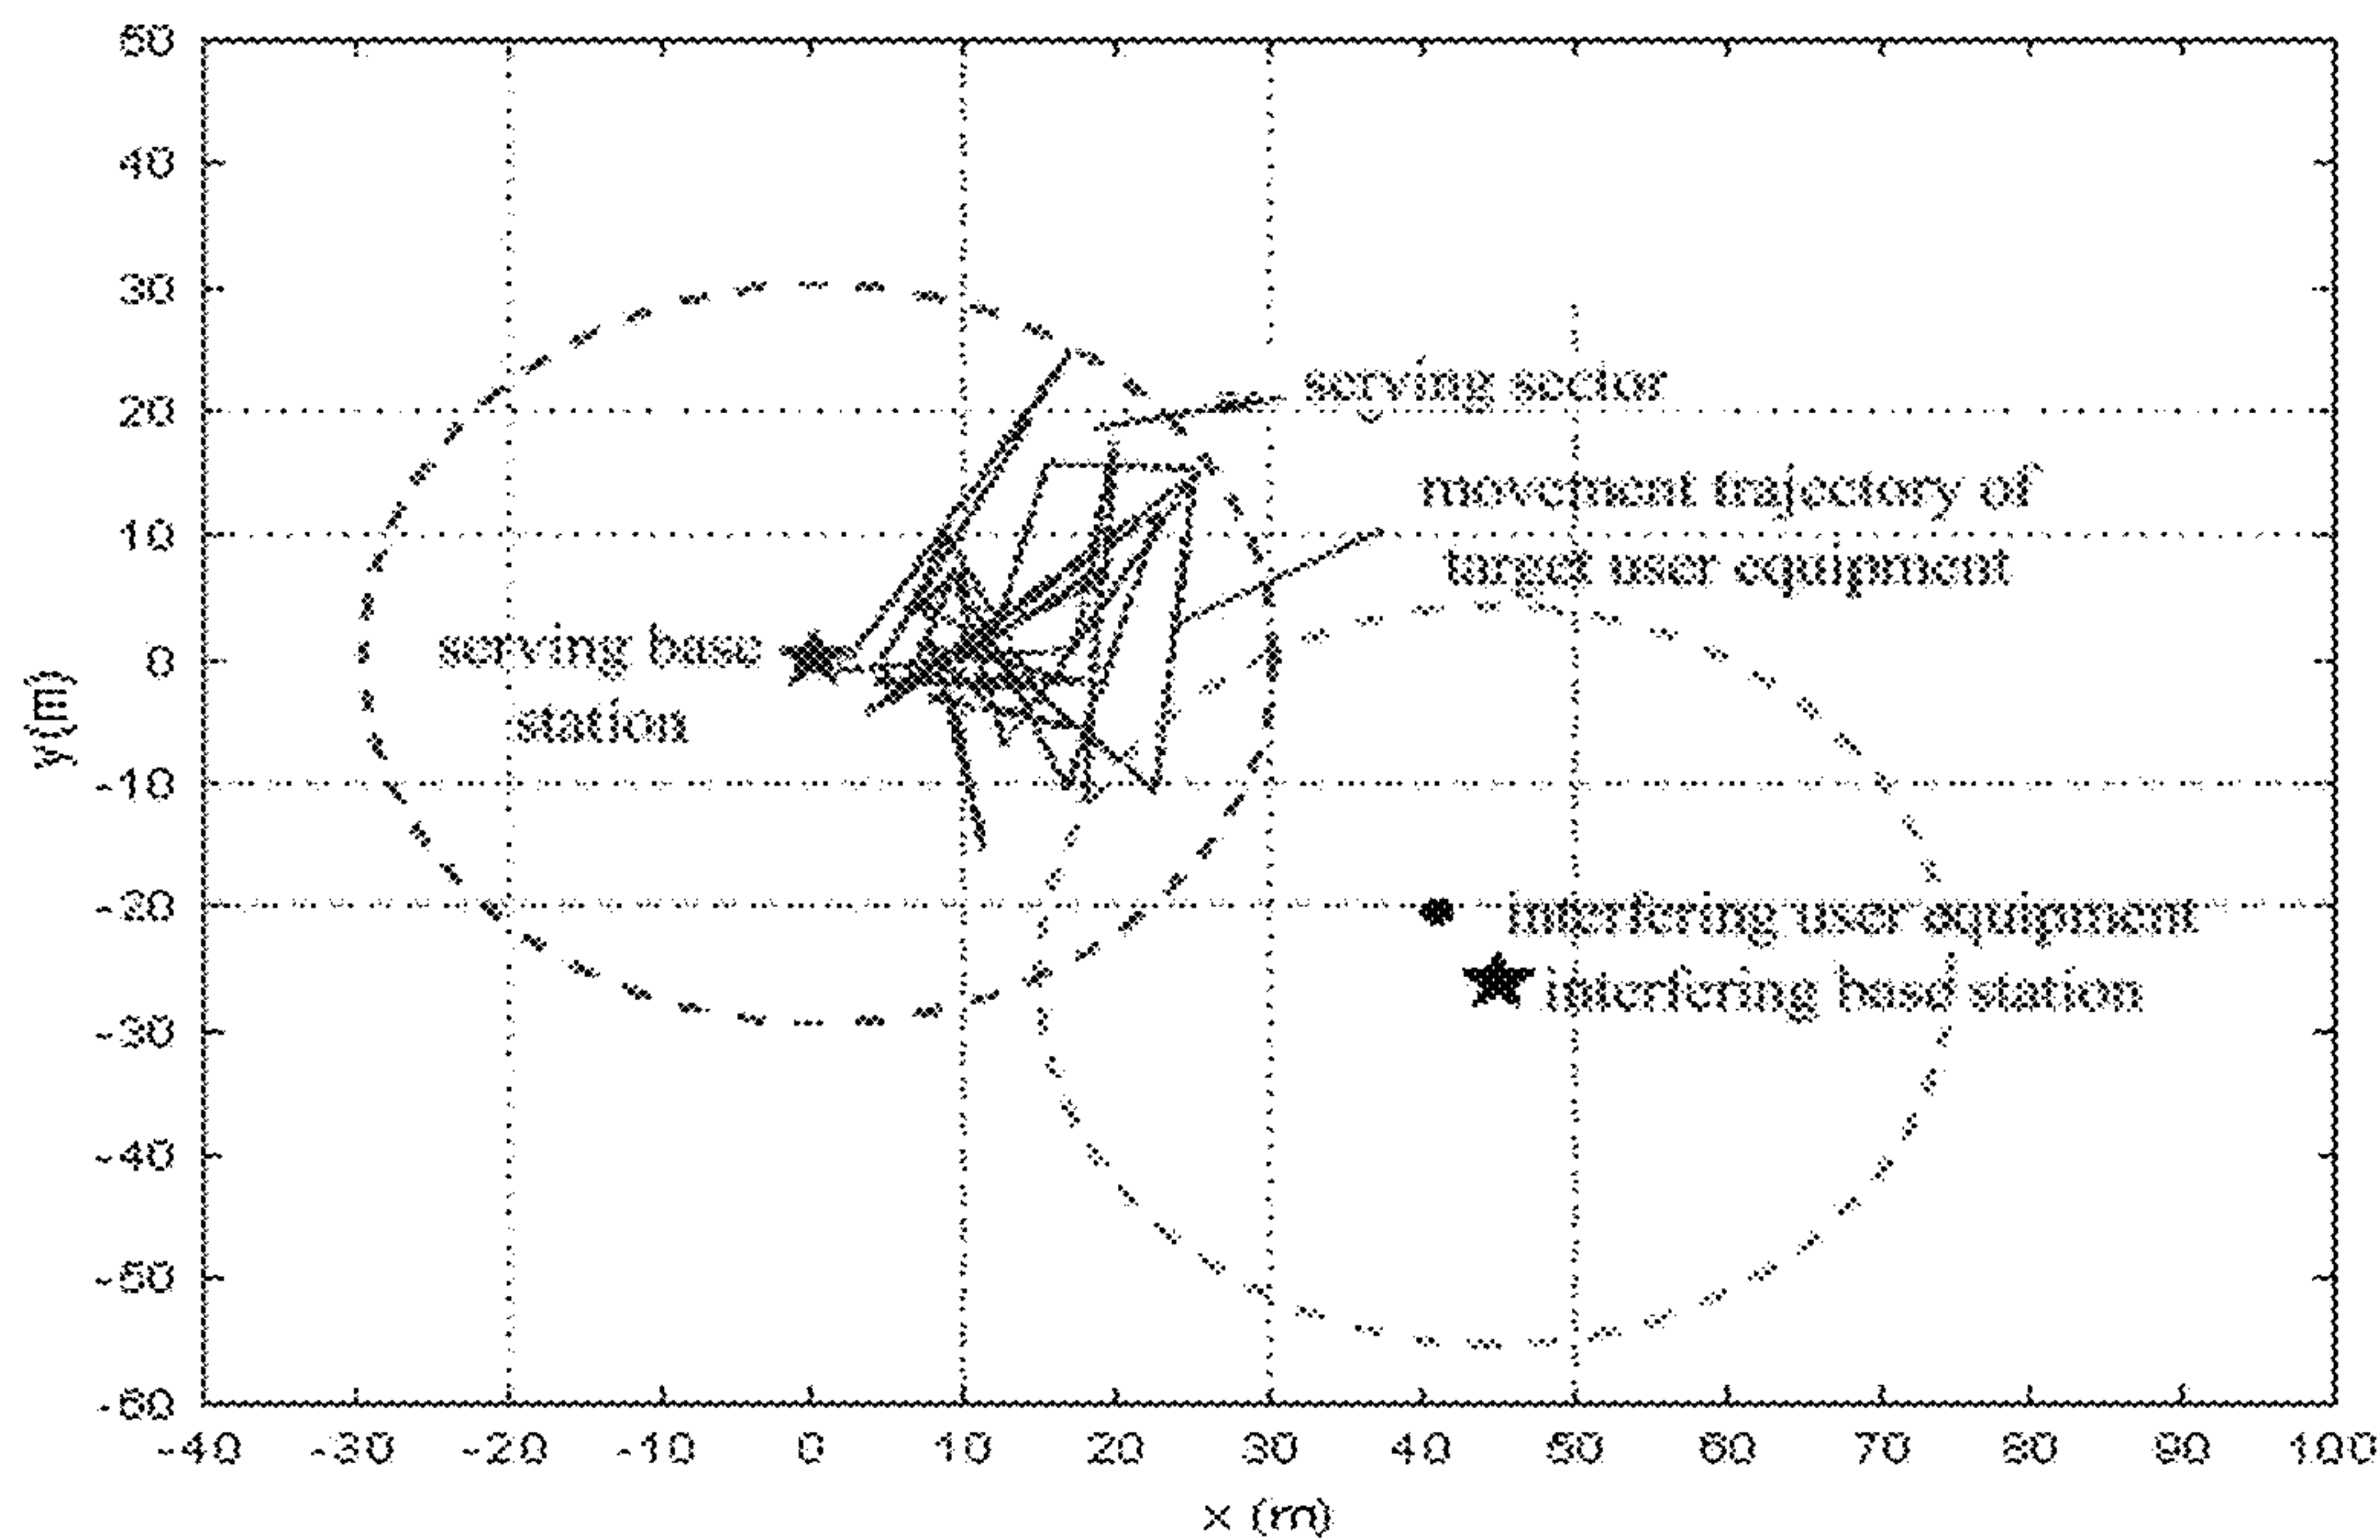 50
40
30
serving sector
20
movement trajectory of
10
target user equipment
serving base
0
station
y(m)
-10
-20
interfering user equipment
interfering base station
-30
-40
-50
-60
-40 -30 -20 -10 0 10 20 30 40 50 60 70 80 90 100
x (m)